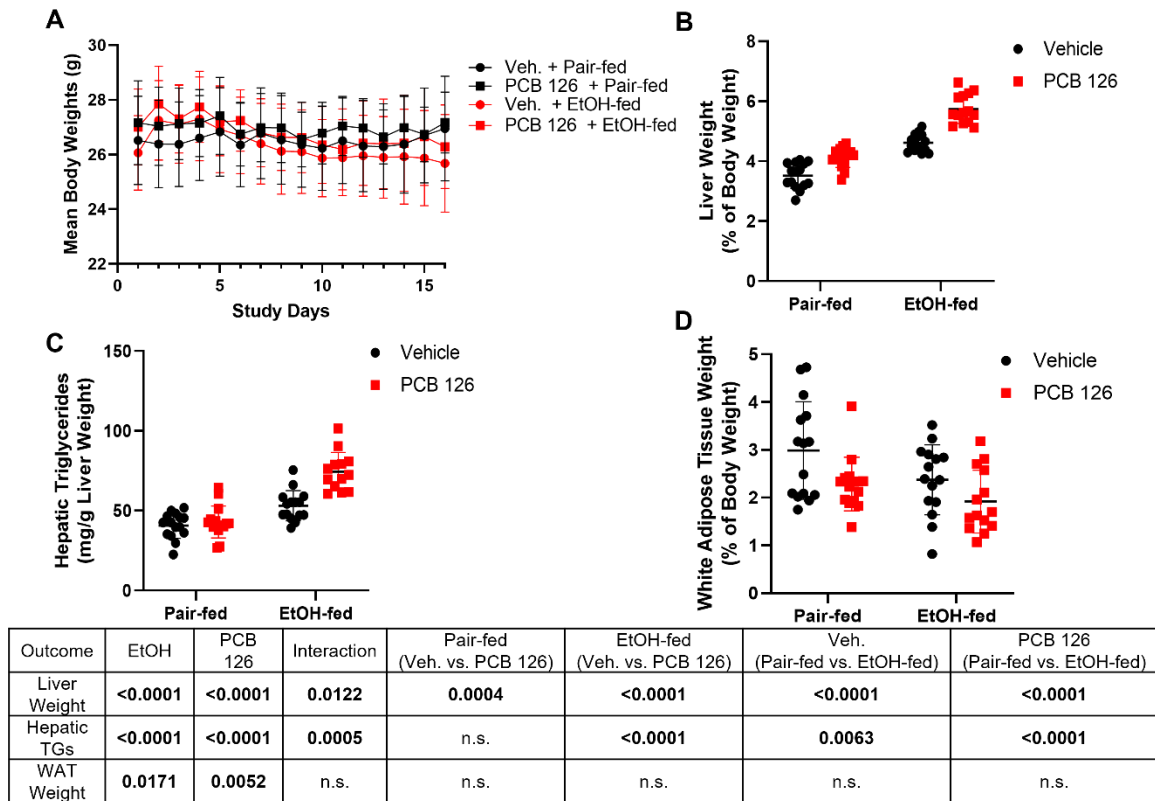 A
Mean Body Weights (g)
30
28
26
24
22
0
5
10
15
Study Days
Veh. + Pair-fed
PCB 126 + Pair-fed
Veh. + EtOH-fed
PCB 126 + EtOH-fed
B
Liver Weight
(% of Body Weight)
8
6
4
2
0
Pair-fed
EtOH-fed
Vehicle
PCB 126
C
Hepatic Triglycerides
(mg/g Liver Weight)
150
100
50
0
Pair-fed
EtOH-fed
Vehicle
PCB 126
D
White Adipose Tissue Weight
(% of Body Weight)
5
4
3
2
1
0
Pair-fed
EtOH-fed
Vehicle
PCB 126
Outcome EtOH PCB 126 Interaction Pair-fed (Veh. vs. PCB 126) EtOH-fed (Veh. vs. PCB 126) Veh. (Pair-fed vs. EtOH-fed) PCB 126 (Pair-fed vs. EtOH-fed)
Liver Weight <0.0001 <0.0001 0.0122 0.0004 <0.0001 <0.0001 <0.0001
Hepatic TGs <0.0001 <0.0001 0.0005 n.s. <0.0001 0.0063 <0.0001
WAT Weight 0.0171 0.0052 n.s. n.s. n.s. n.s. n.s.